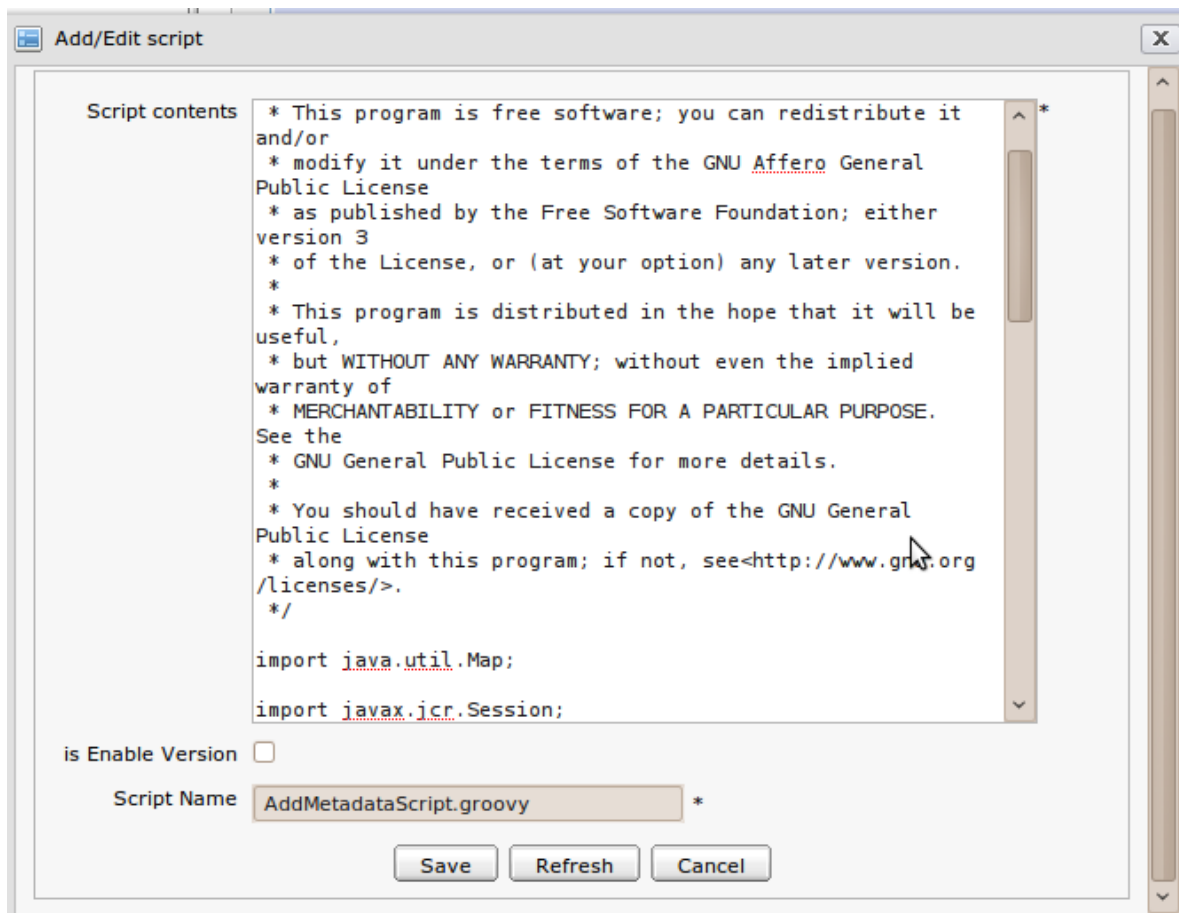 Add/Edit script
X
Script contents
* This program is free software; you can redistribute it
and/or
* modify it under the terms of the GNU Affero General
Public License
* as published by the Free Software Foundation; either
version 3
* of the License, or (at your option) any later version.
*
* This program is distributed in the hope that it will be
useful,
* but WITHOUT ANY WARRANTY; without even the implied
warranty of
* MERCHANTABILITY or FITNESS FOR A PARTICULAR PURPOSE.
See the
* GNU General Public License for more details.
*
* You should have received a copy of the GNU General
Public License
* along with this program; if not, see<http://www.gnu.org
/licenses/>.
*/
import java.util.Map;
import javax.jcr.Session;
*
is Enable Version
Script Name AddMetadataScript.groovy *
Save Refresh Cancel